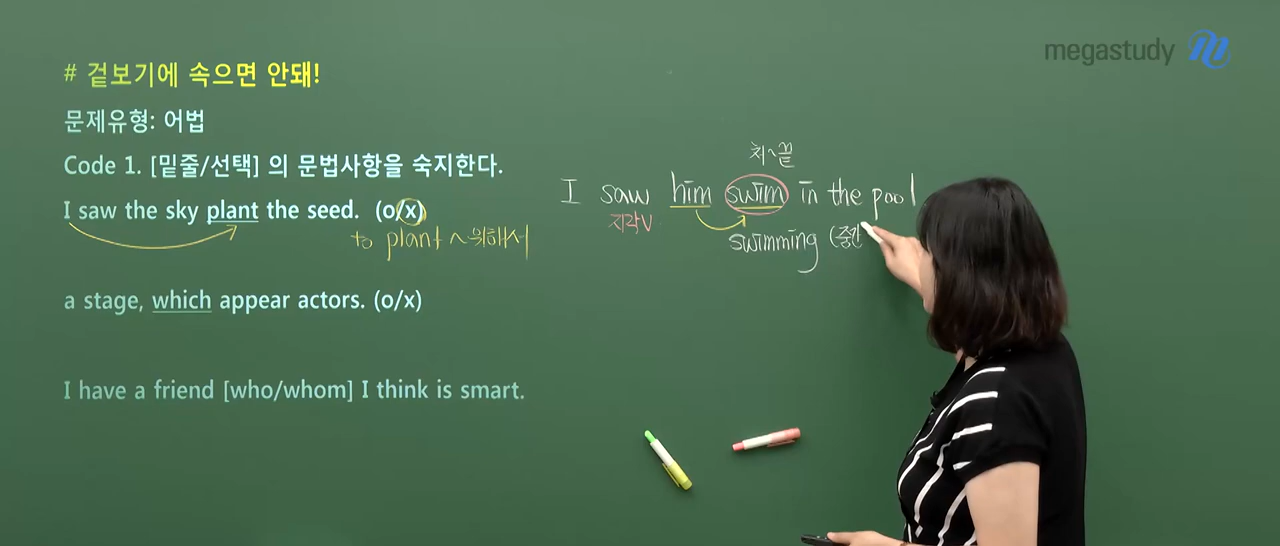 megastudy
# 겉보기에 속으면 안돼!
문제유형: 어법
Code 1. [밑줄/선택] 의 문법사항을 숙지한다.
I saw the sky plant the seed. (o/x)
to plant ~위해서
a stage, which appear actors. (o/x)
I have a friend [who/whom] I think is smart.
처~끝
I saw him swim in the pool
지각V
swimming (중간